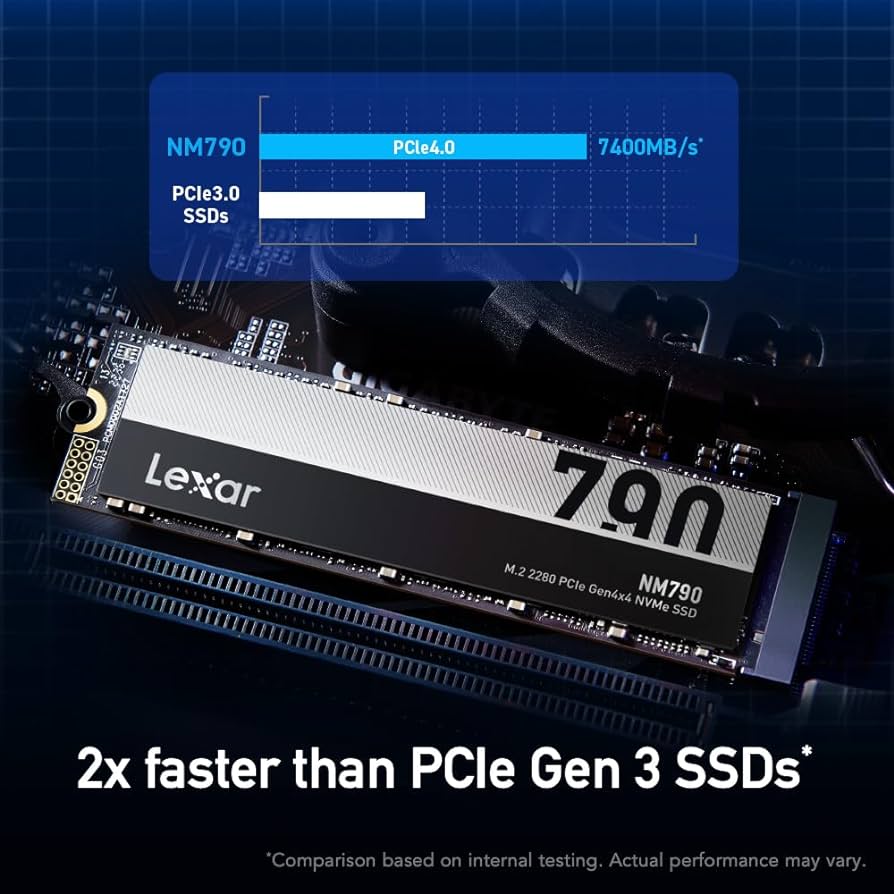 NM790
PCIe4.0
7400MB/s*
PCIe3.0
SSDs
Lexar
790
NM790
M.2 2280 PCIe Gen4x4 NVMe SSD
2x faster than PCIe Gen 3 SSDs*
*Comparison based on internal testing. Actual performance may vary.